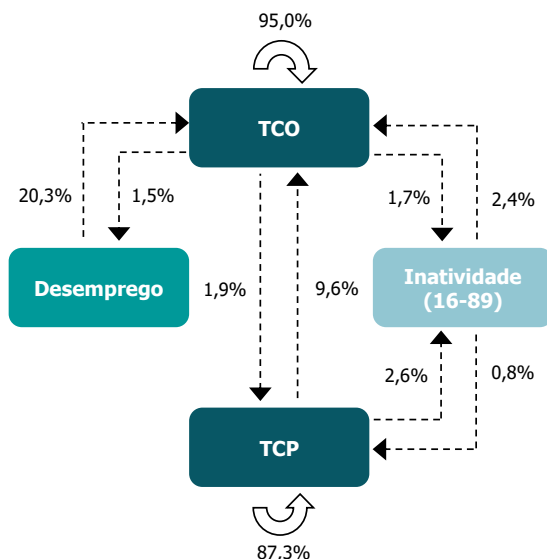 95,0%
TCO
20,3%
1,5%
1,7%
2,4%
Desemprego
1,9%
9,6%
Inatividade
(16-89)
2,6%
0,8%
TCP
87,3%